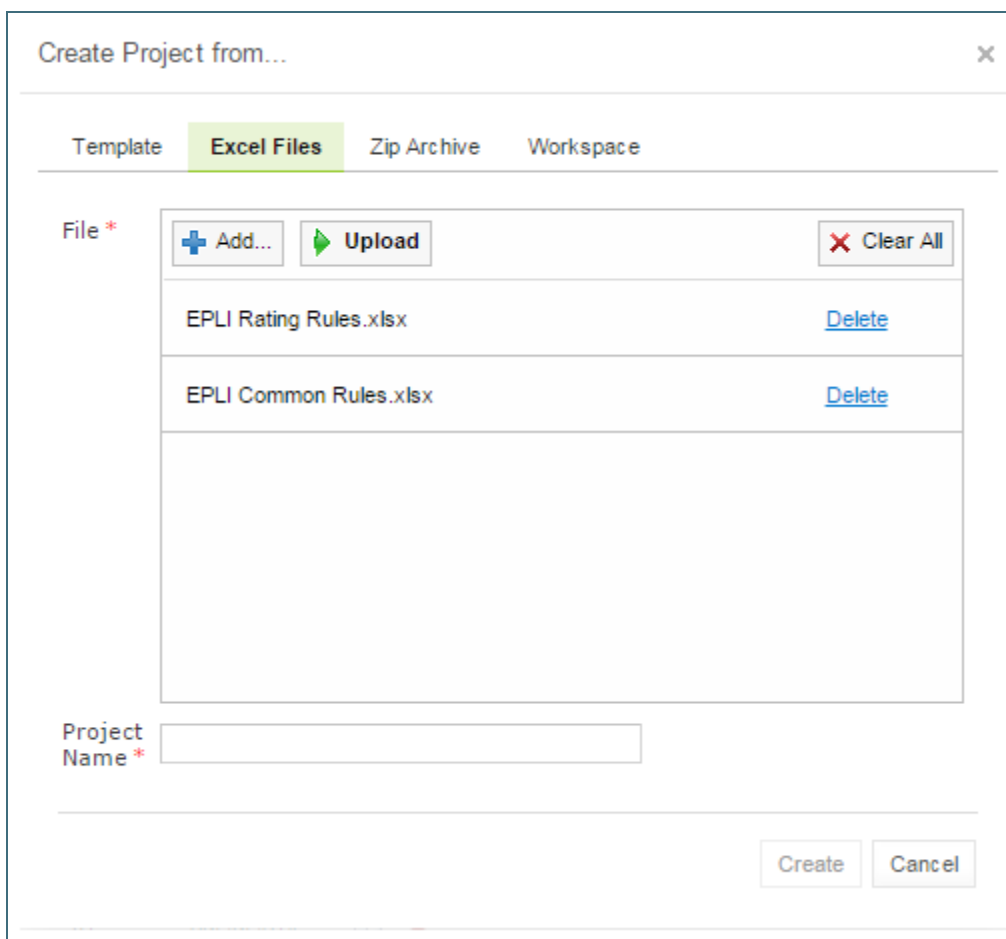 Create Project from...
Template Excel Files Zip Archive Workspace
File *
Add... Upload Clear All
EPLI Rating Rules.xlsx Delete
EPLI Common Rules.xlsx Delete
Project
Name *
Create Cancel